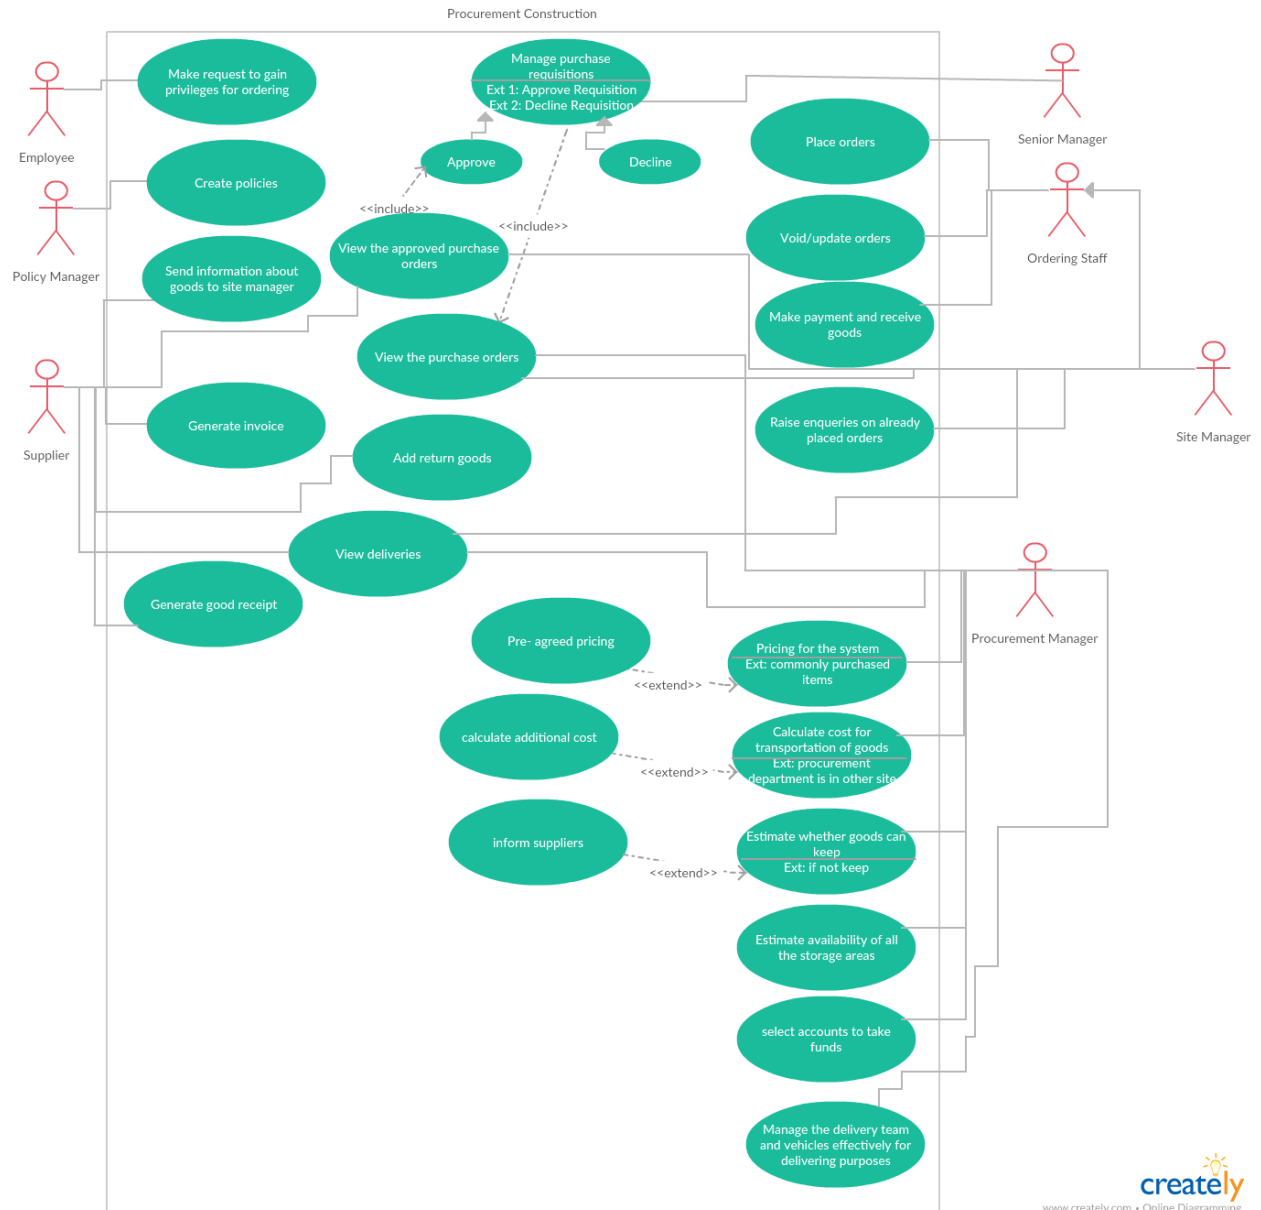 Procurement Construction
Make request to gain
privileges for ordering
Manage purchase
requisitions
Ext 1: Approve Requisition
Ext 2: Decline Requisition
Employee
Senior Manager
Place orders
Approve
Decline
Create policies
<<include>>
<<include>>
Policy Manager
View the approved purchase
orders
Void/update orders
Ordering Staff
Send information about
goods to site manager
Make payment and receive
goods
View the purchase orders
Supplier
Generate invoice
Raise enqueries on already
placed orders
Site Manager
Add return goods
View deliveries
Generate good receipt
Procurement Manager
Pre- agreed pricing
Pricing for the system
Ext: commonly purchased
items
<<extend>>
calculate additional cost
Calculate cost for
transportation of goods
Ext: procurement
department is in other site
<<extend>>
inform suppliers
Estimate whether goods can
keep
Ext: if not keep
<<extend>>
Estimate availability of all
the storage areas
select accounts to take
funds
Manage the delivery team
and vehicles effectively for
delivering purposes
creately
www.creately.com • Online Diagramming